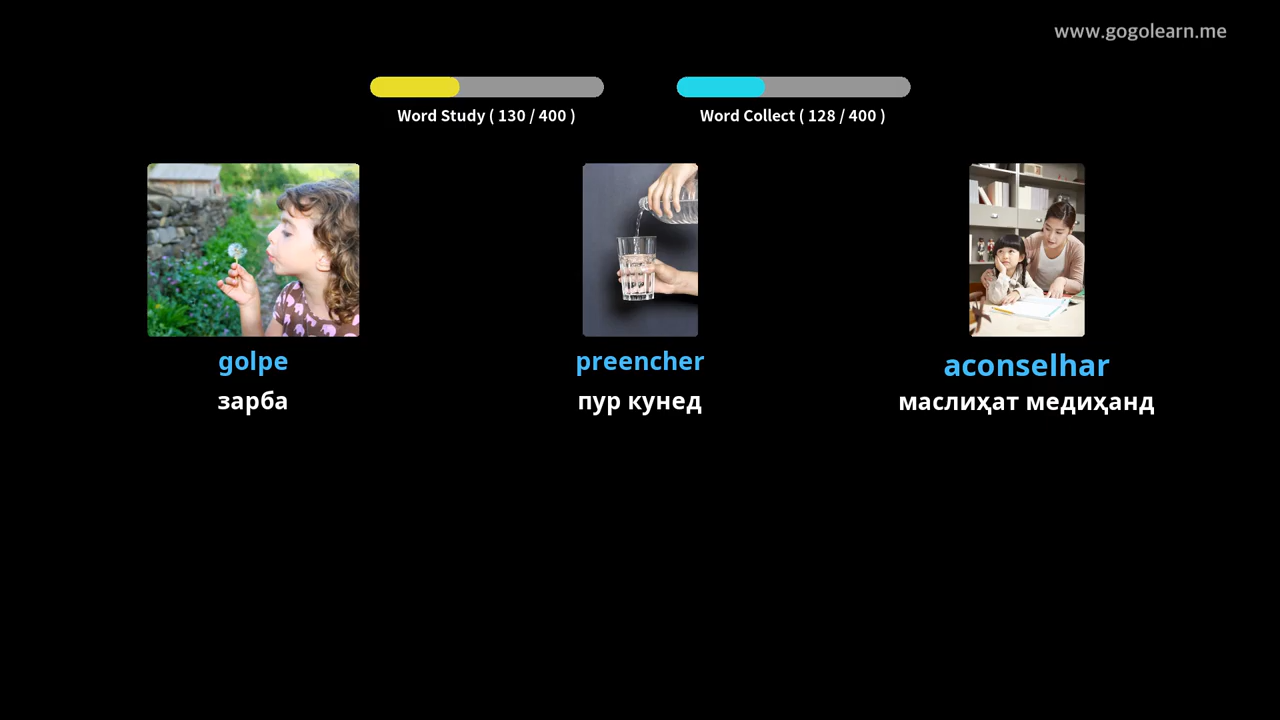 www.gogolearn.me
Word Study ( 130 / 400 )
Word Collect ( 128 / 400 )
golpe
зарба
preencher
пур кунед
aconselhar
маслиҳат медиҳанд